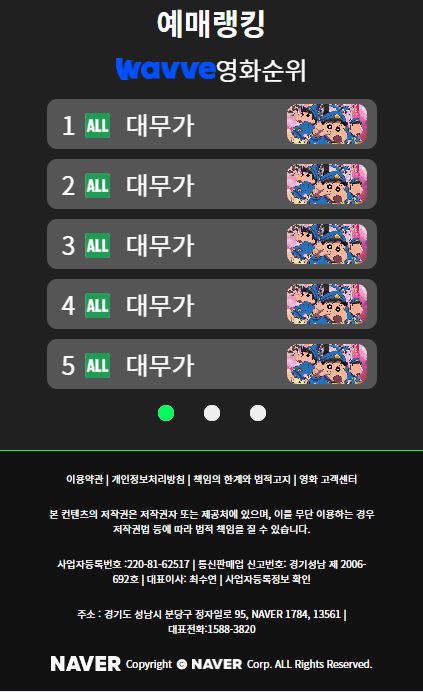 예매랭킹
wavve영화순위
1 ALL 대무가
2 ALL 대무가
3 ALL 대무가
4 ALL 대무가
5 ALL 대무가
이용약관 | 개인정보처리방침 | 책임의 한계와 법적고지 | 영화 고객센터
본 컨텐츠의 저작권은 저작권자 또는 제공처에 있으며, 이를 무단 이용하는 경우
저작권법 등에 따라 법적 책임을 질 수 있습니다.
사업자등록번호 :220-81-62517 | 통신판매업 신고번호: 경기성남 제 2006-
692호 | 대표이사: 최수연 | 사업자등록정보 확인
주소 : 경기도 성남시 분당구 정자일로 95, NAVER 1784, 13561 |
대표전화:1588-3820
NAVER Copyright © NAVER Corp. ALL Rights Reserved.